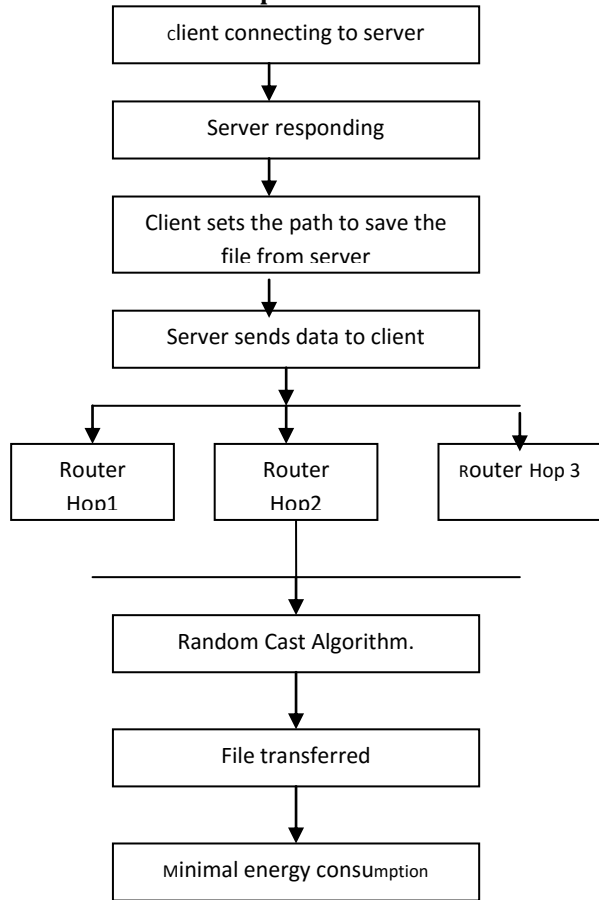 client connecting to server
Server responding
Client sets the path to save the
file from server
Server sends data to client
Router
Hop1
Router
Hop2
Router Hop 3
Random Cast Algorithm.
File transferred
Minimal energy consumption